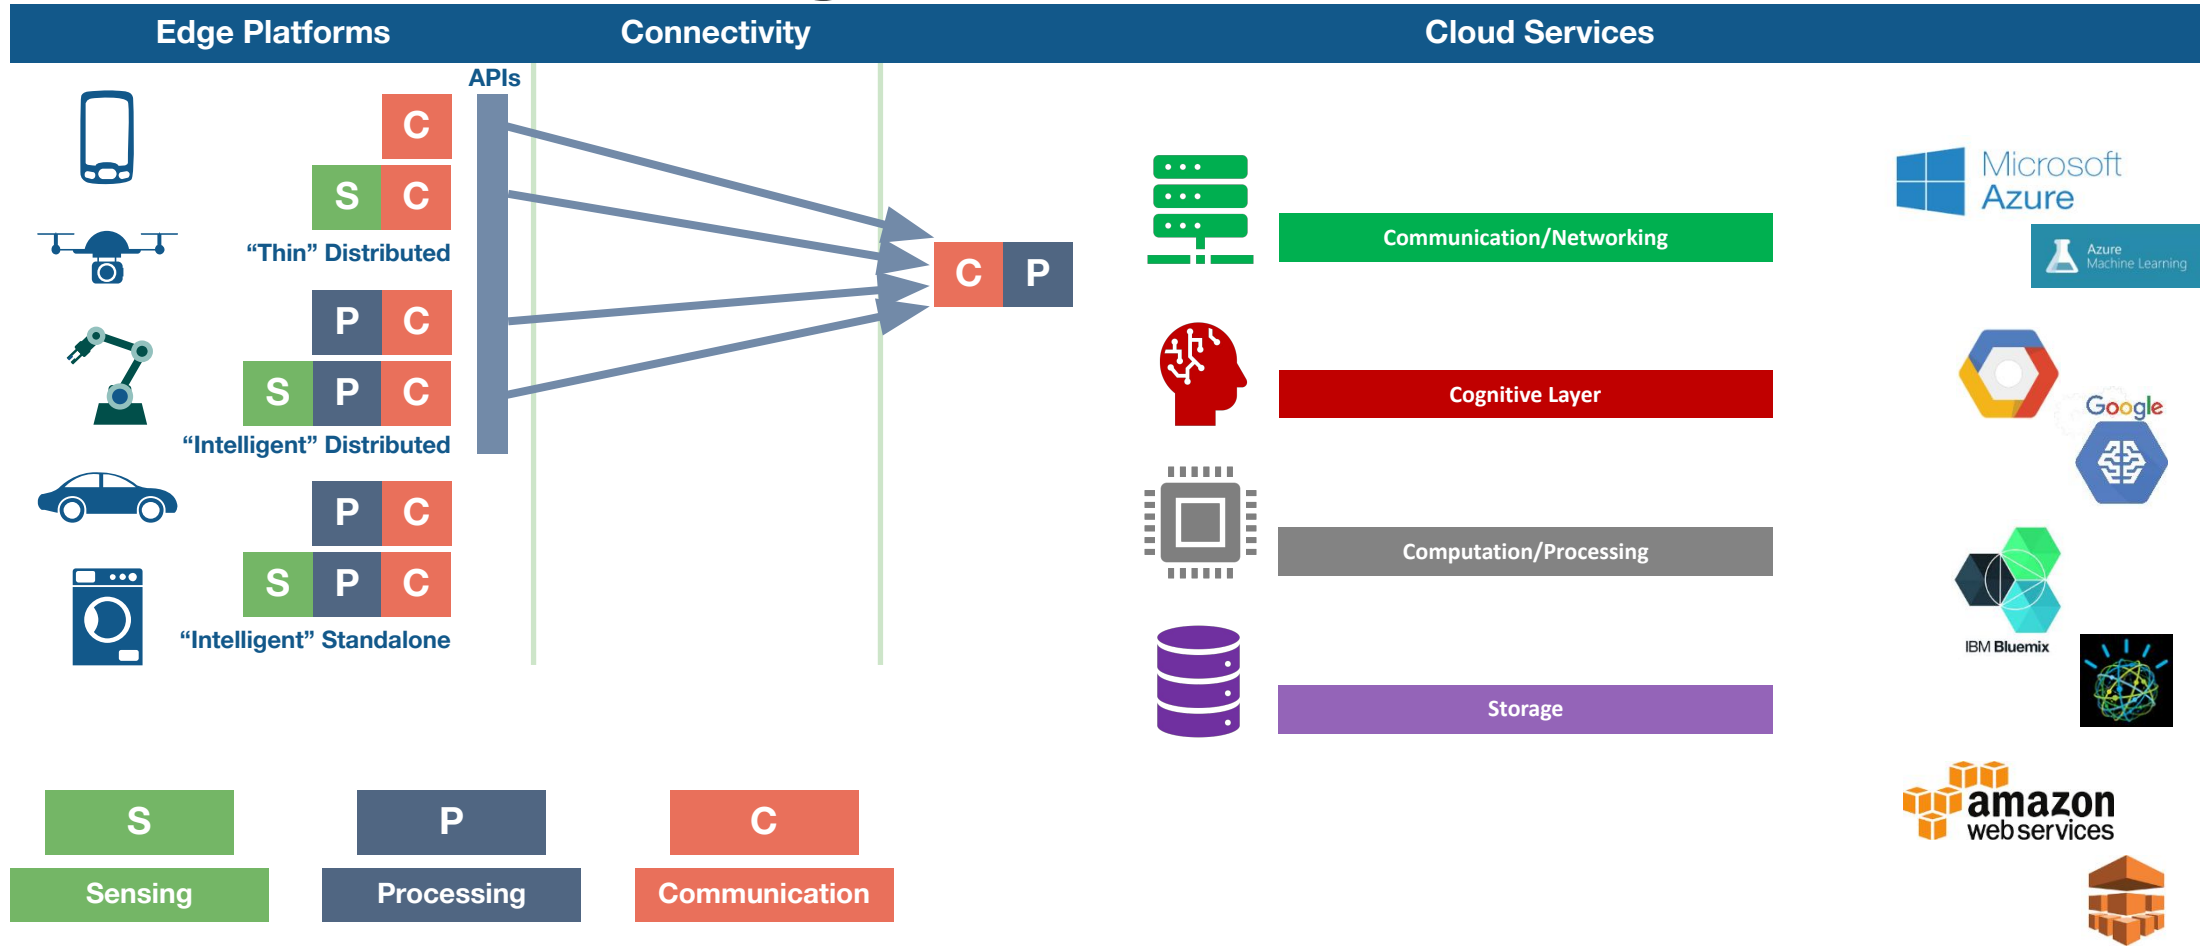 Edge Platforms
Connectivity
Cloud Services
APIs
C
S C
“Thin” Distributed
P C
S P C
“Intelligent” Distributed
P C
S P C
“Intelligent” Standalone
C P
Communication/Networking
Cognitive Layer
Computation/Processing
Storage
Microsoft
Azure
Azure
Machine Learning
Google
IBM Bluemix
amazon
web services
S
P
C
Sensing
Processing
Communication